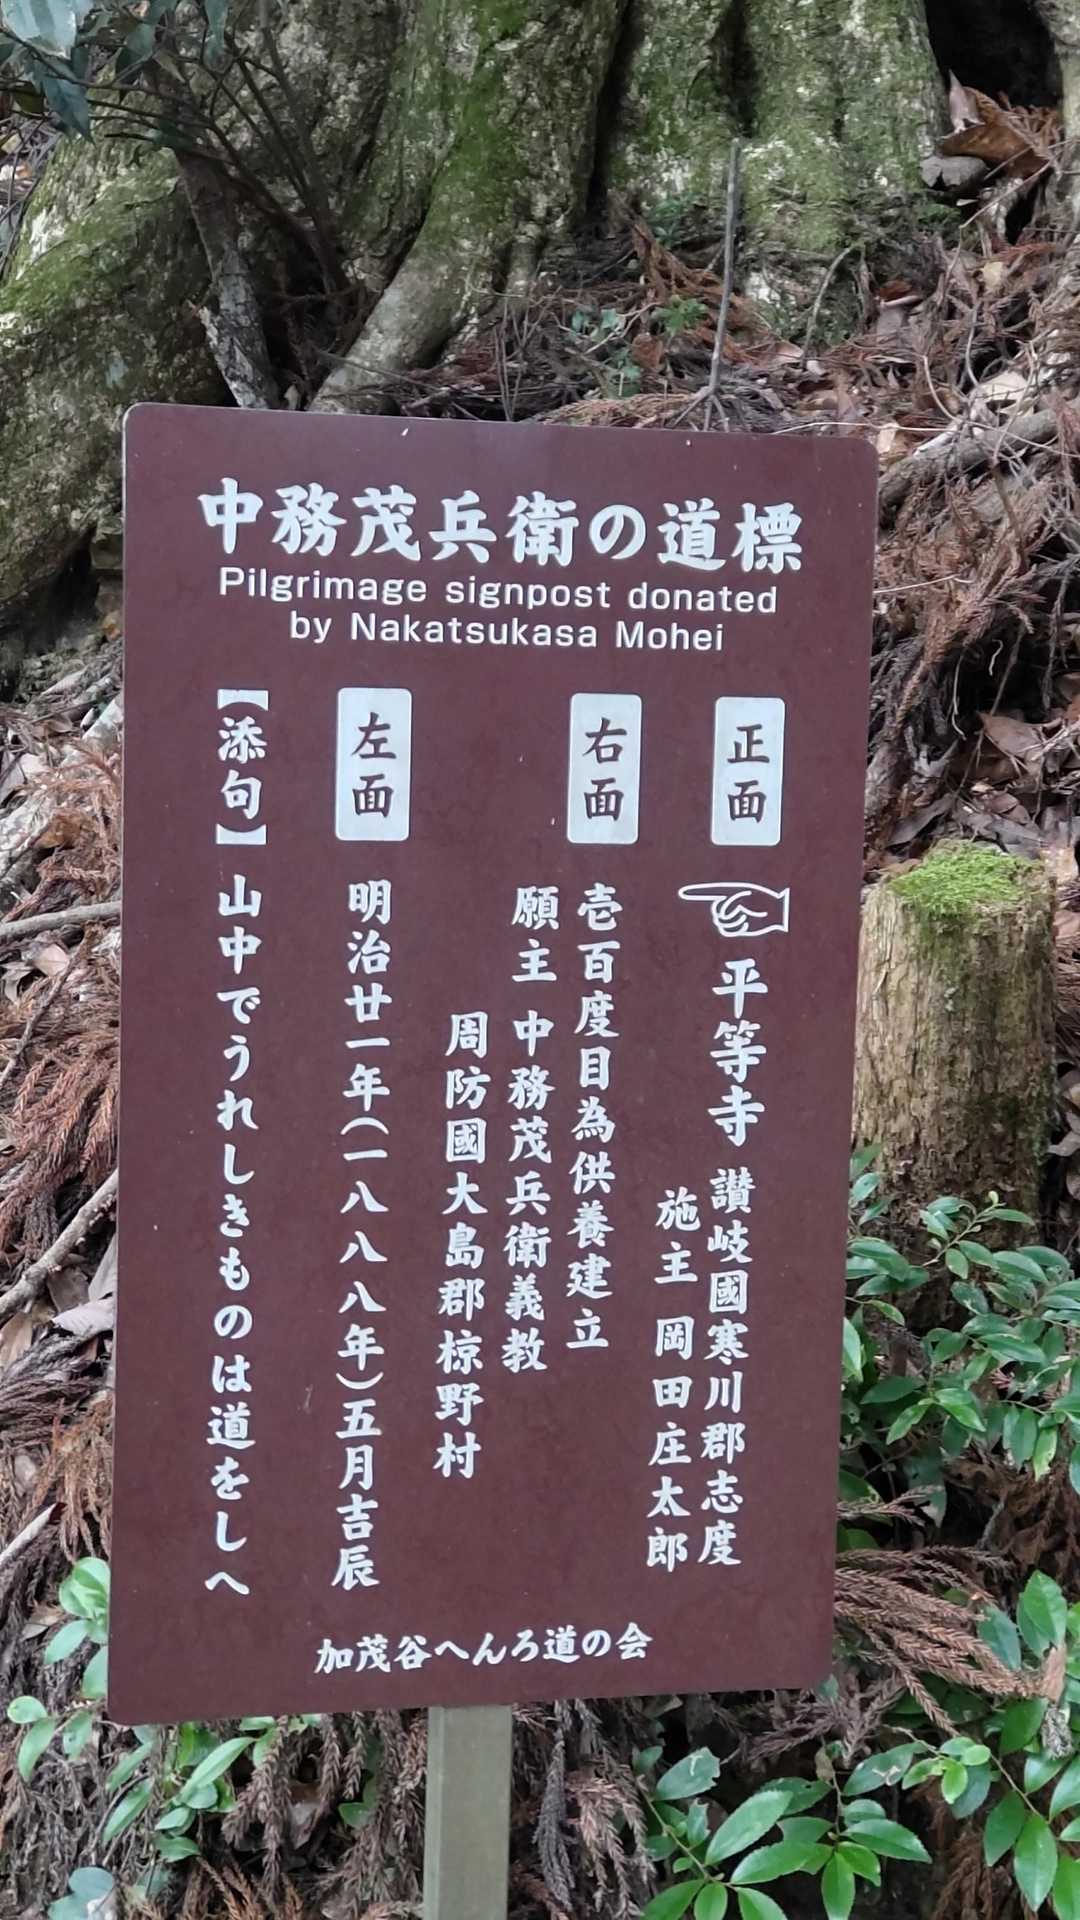 中務茂兵衛の道標
Pilgrimage signpost donated
by Nakatsukasa Mohei
正面
平等寺 讃岐國寒川郡志度
施主 岡田庄太郎
右面
壱百度目為供養建立
願主 中務茂兵衛義教
周防國大島郡椋野村
左面
明治廿一年(一八八八年)五月吉辰
【添句】山中でうれしきものは道をしへ
加茂谷へんろ道の会